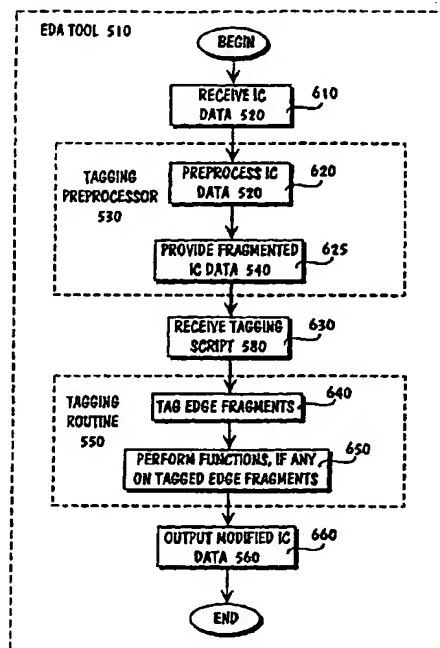 EDA TOOL 510
BEGIN
RECEIVE IC
DATA 520
610
TAGGING
PREPROCESSOR
530
PREPROCESS IC
DATA 520
620
PROVIDE FRAGMENTED
IC DATA 540
625
RECEIVE TAGGING
SCRIPT 580
630
TAGGING
ROUTINE
550
TAG EDGE FRAGMENTS
640
PERFORM FUNCTIONS, IF ANY
ON TAGGED EDGE FRAGMENTS
650
OUTPUT MODIFIED IC
DATA 560
660
END